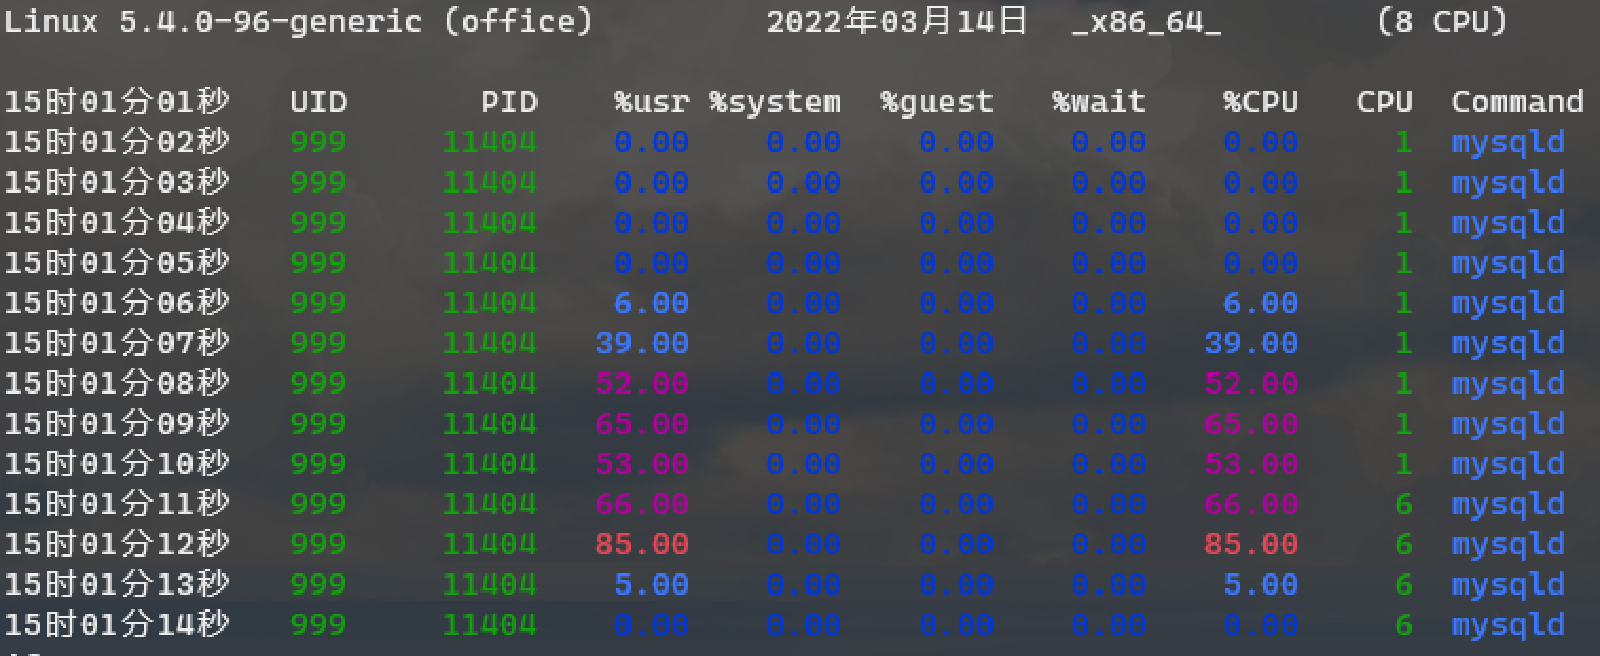 Linux 5.4.0-96-generic (office) 2022年03月14日 _x86_64_ (8 CPU)
15时01分01秒 UID PID %usr %system %guest %wait %CPU CPU Command
15时01分02秒 999 11404 0.00 0.00 0.00 0.00 0.00 1 mysqld
15时01分03秒 999 11404 0.00 0.00 0.00 0.00 0.00 1 mysqld
15时01分04秒 999 11404 0.00 0.00 0.00 0.00 0.00 1 mysqld
15时01分05秒 999 11404 0.00 0.00 0.00 0.00 0.00 1 mysqld
15时01分06秒 999 11404 6.00 0.00 0.00 0.00 6.00 1 mysqld
15时01分07秒 999 11404 39.00 0.00 0.00 0.00 39.00 1 mysqld
15时01分08秒 999 11404 52.00 0.00 0.00 0.00 52.00 1 mysqld
15时01分09秒 999 11404 65.00 0.00 0.00 0.00 65.00 1 mysqld
15时01分10秒 999 11404 53.00 0.00 0.00 0.00 53.00 1 mysqld
15时01分11秒 999 11404 66.00 0.00 0.00 0.00 66.00 6 mysqld
15时01分12秒 999 11404 85.00 0.00 0.00 0.00 85.00 6 mysqld
15时01分13秒 999 11404 5.00 0.00 0.00 0.00 5.00 6 mysqld
15时01分14秒 999 11404 0.00 0.00 0.00 0.00 0.00 6 mysqld